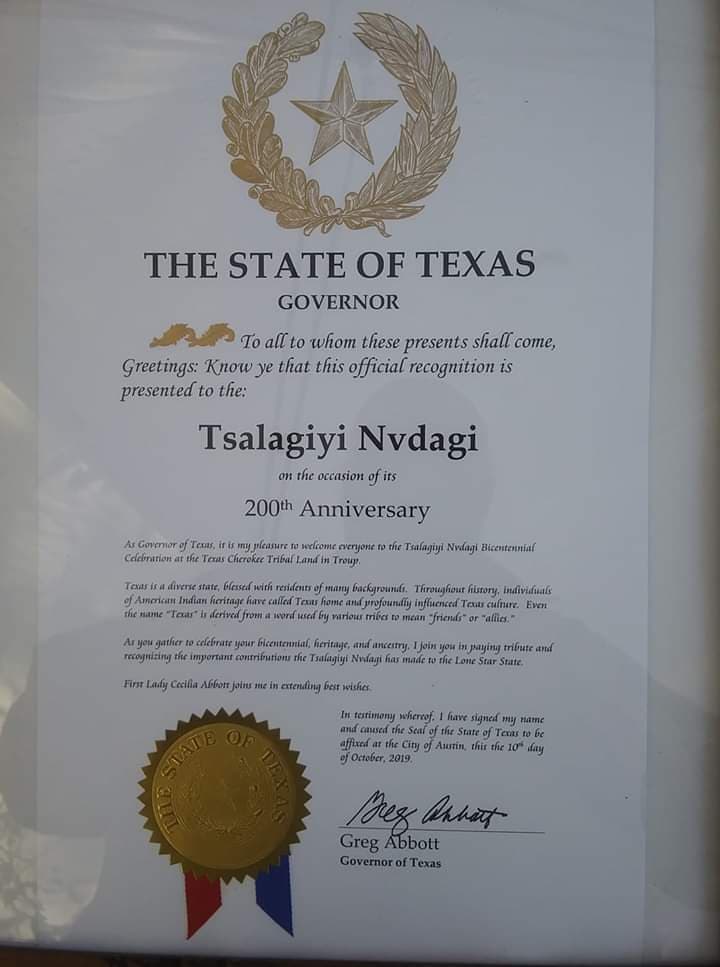 THE STATE OF TEXAS
GOVERNOR
To all to whom these presents shall come,
Greetings: Know ye that this official recognition is
presented to the:
Tsalagiyi Nvdagi
on the occasion of its
200th Anniversary
As Governor of Texas, it is my pleasure to welcome everyone to the Tsalagiyi Nvdagi Bicentennial
Celebration at the Texas Cherokee Tribal Land in Troup.
Texas is a diverse state, blessed with residents of many backgrounds. Throughout history, individuals
of American Indian heritage have called Texas home and profoundly influenced Texas culture. Even
the name "Texas" is derived from a word used by various tribes to mean "friends" or "allies."
As you gather to celebrate your bicentennial, heritage, and ancestry, I join you in paying tribute and
recognizing the important contributions the Tsalagiyi Nvdagi has made to the Lone Star State.
First Lady Cecilia Abbott joins me in extending best wishes.
In testimony whereof, I have signed my name
and caused the Seal of the State of Texas to be
affixed at the City of Austin, this the 10th day
of October, 2019.
THE STATE OF TEXAS
Greg Abbott
Greg Abbott
Governor of Texas